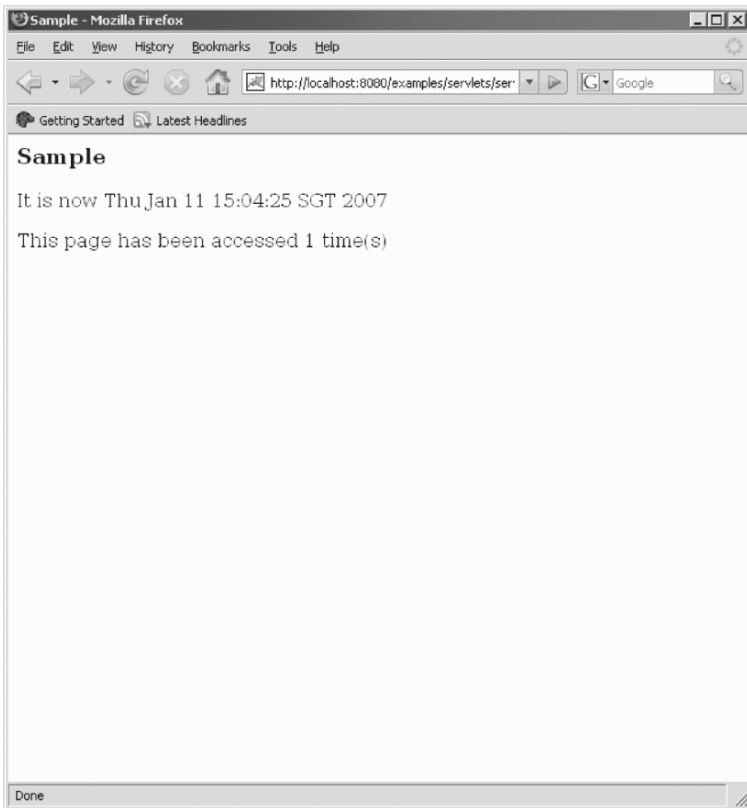 Sample - Mozilla Firefox
File Edit View History Bookmarks Tools Help
http://localhost:8080/examples/servlets/ser G Google
Getting Started Latest Headlines
Sample
It is now Thu Jan 11 15:04:25 SGT 2007
This page has been accessed 1 time(s)
Done